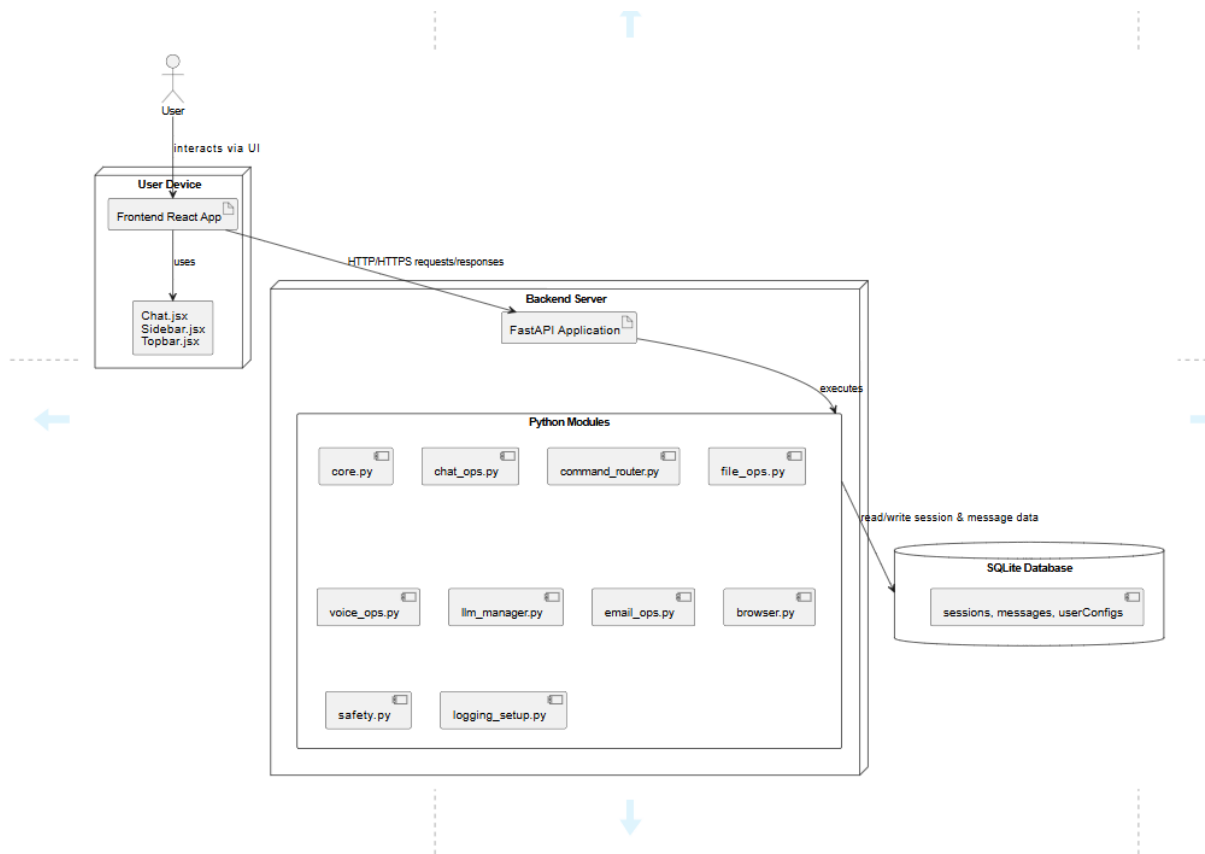 User
interacts via UI
User Device
Frontend React App
uses
HTTP/HTTPS requests/responses
Chat.jsx
Sidebar.jsx
Topbar.jsx
Backend Server
FastAPI Application
executes
Python Modules
core.py
chat_ops.py
command_router.py
file_ops.py
read/write session & message data
SQLite Database
sessions, messages, userConfigs
voice_ops.py
llm_manager.py
email_ops.py
browser.py
safety.py
logging_setup.py